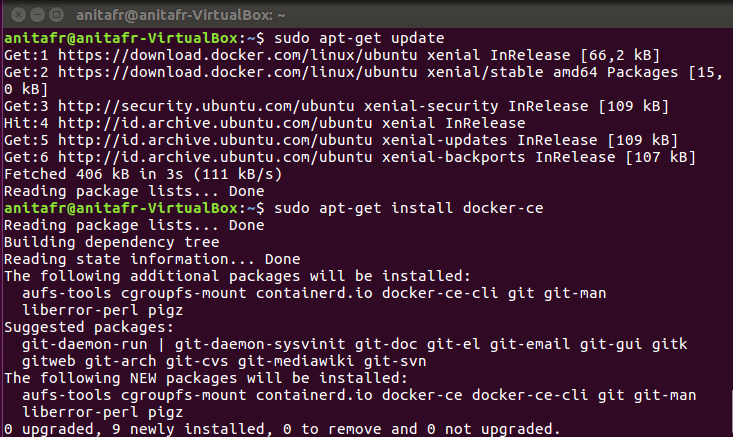 anitafr@anitafr-VirtualBox: ~
anitafr@anitafr-VirtualBox:~$ sudo apt-get update
Get:1 https://download.docker.com/linux/ubuntu xenial InRelease [66,2 kB]
Get:2 https://download.docker.com/linux/ubuntu xenial/stable amd64 Packages [15,
0 kB]
Get:3 http://security.ubuntu.com/ubuntu xenial-security InRelease [109 kB]
Hit:4 http://id.archive.ubuntu.com/ubuntu xenial InRelease
Get:5 http://id.archive.ubuntu.com/ubuntu xenial-updates InRelease [109 kB]
Get:6 http://id.archive.ubuntu.com/ubuntu xenial-backports InRelease [107 kB]
Fetched 406 kB in 3s (111 kB/s)
Reading package lists... Done
anitafr@anitafr-VirtualBox:~$ sudo apt-get install docker-ce
Reading package lists... Done
Building dependency tree
Reading state information... Done
The following additional packages will be installed:
  aufs-tools cgroupfs-mount containerd.io docker-ce-cli git git-man
  liberror-perl pigz
Suggested packages:
  git-daemon-run | git-daemon-sysvinit git-doc git-el git-email git-gui gitk
  gitweb git-arch git-cvs git-mediawiki git-svn
The following NEW packages will be installed:
  aufs-tools cgroupfs-mount containerd.io docker-ce docker-ce-cli git git-man
  liberror-perl pigz
0 upgraded, 9 newly installed, 0 to remove and 0 not upgraded.